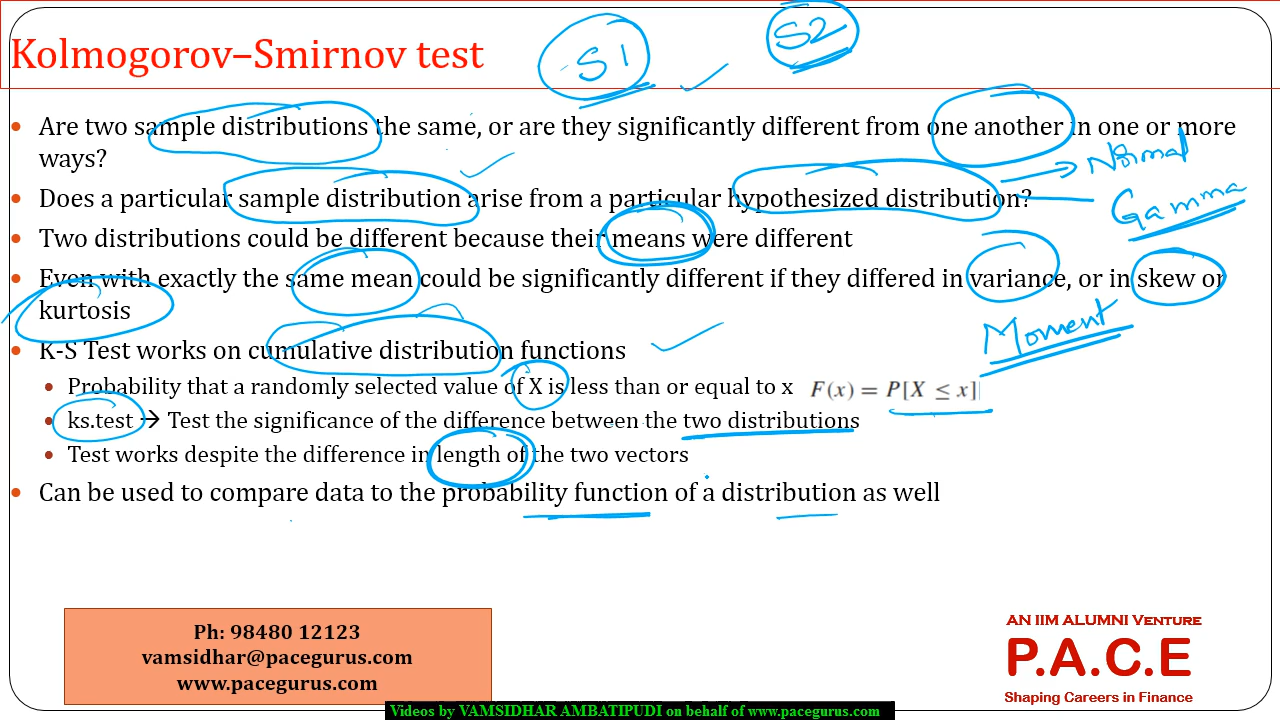 Kolmogorov–Smirnov test
S1
S2
• Are two sample distributions the same, or are they significantly different from one another in one or more
ways?
Normal
• Does a particular sample distribution arise from a particular hypothesized distribution?
Gamma
• Two distributions could be different because their means were different
• Even with exactly the same mean could be significantly different if they differed in variance, or in skew or
kurtosis
Moment
• K-S Test works on cumulative distribution functions
• Probability that a randomly selected value of X is less than or equal to x F(x) = P[X ≤ x]
• ks.test → Test the significance of the difference between the two distributions
• Test works despite the difference in length of the two vectors
• Can be used to compare data to the probability function of a distribution as well
Ph: 98480 12123
vamsidhar@pacegurus.com
www.pacegurus.com
AN IIM ALUMNI VENTURE
P.A.C.E
Shaping Careers in Finance
Videos by VAMSIDHAR AMBATIPUDI on behalf of www.pacegurus.com